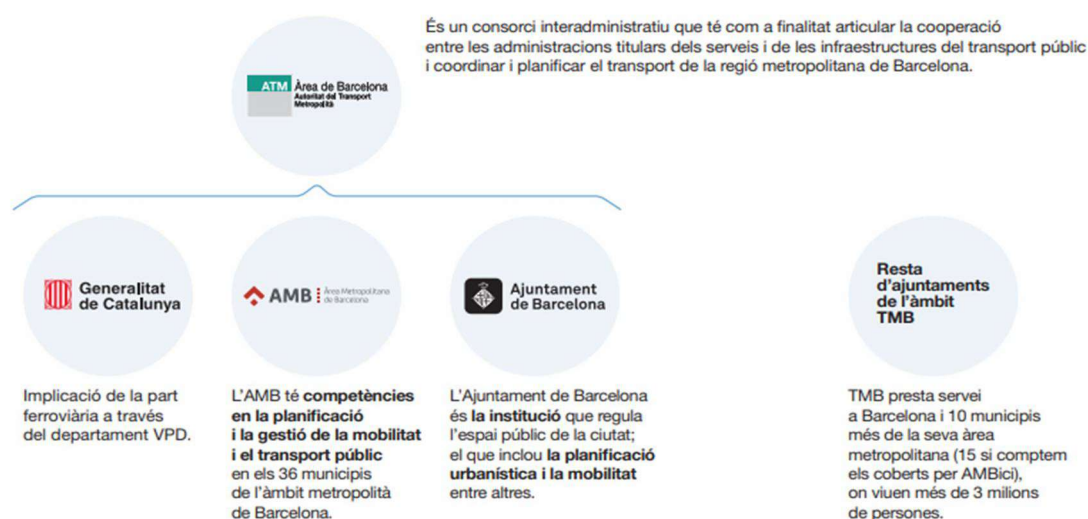 És un consorci interadministratiu que té com a finalitat articular la cooperació
entre les administracions titulars dels serveis i de les infraestructures del transport públic
i coordinar i planificar el transport de la regió metropolitana de Barcelona.
ATM Àrea de Barcelona
Autoritat del Transport
Metropolità
Generalitat
de Catalunya
AMB Àrea Metropolitana
de Barcelona
Ajuntament
de Barcelona
Resta
d'ajuntaments
de l'àmbit
TMB
Implicació de la part
ferroviària a través
del departament VPD.
L'AMB té competències
en la planificació
i la gestió de la mobilitat
i el transport públic
en els 36 municipis
de l'àmbit metropolità
de Barcelona.
L'Ajuntament de Barcelona
és la institució que regula
l'espai públic de la ciutat;
el que inclou la planificació
urbanística i la mobilitat
entre altres.
TMB presta servei
a Barcelona i 10 municipis
més de la seva àrea
metropolitana (15 si comptem
els coberts per AMBici),
on viuen més de 3 milions
de persones.